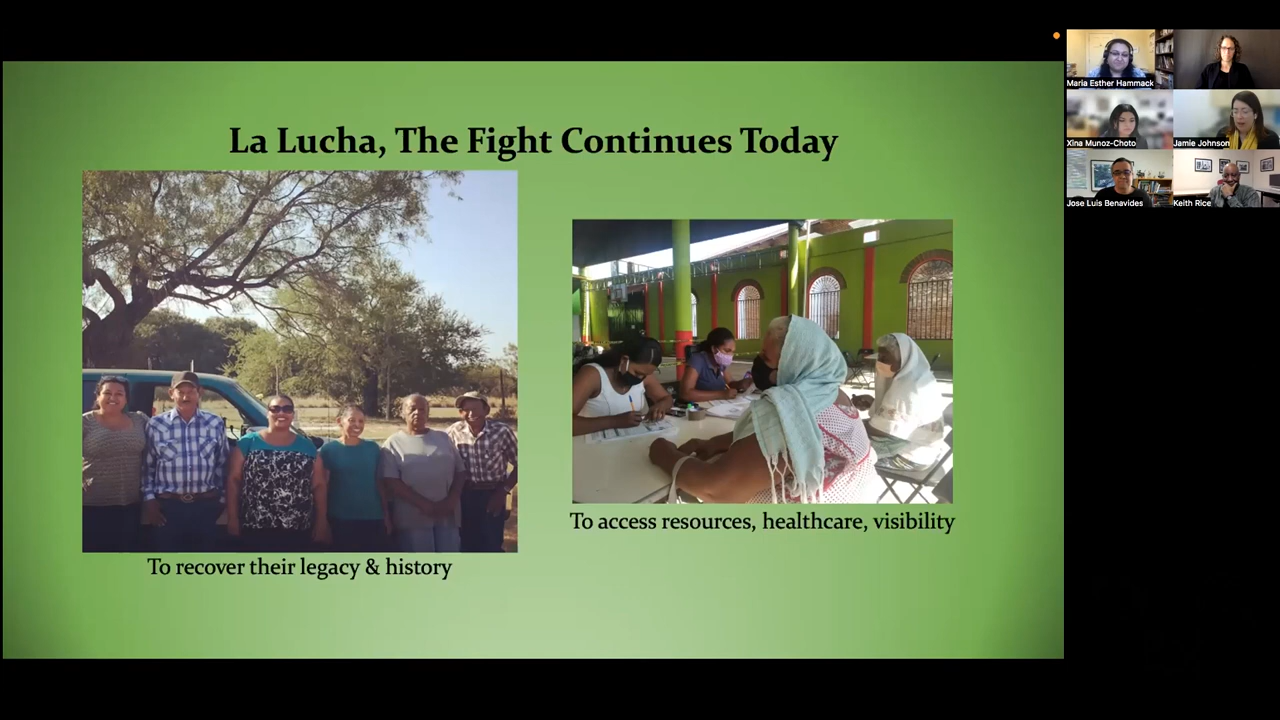 La Lucha, The Fight Continues Today
To recover their legacy & history
To access resources, healthcare, visibility
Maria Esther Hammack
Xina Munoz-Choto
Jamie Johnson
Jose Luis Benavides
Keith Rice